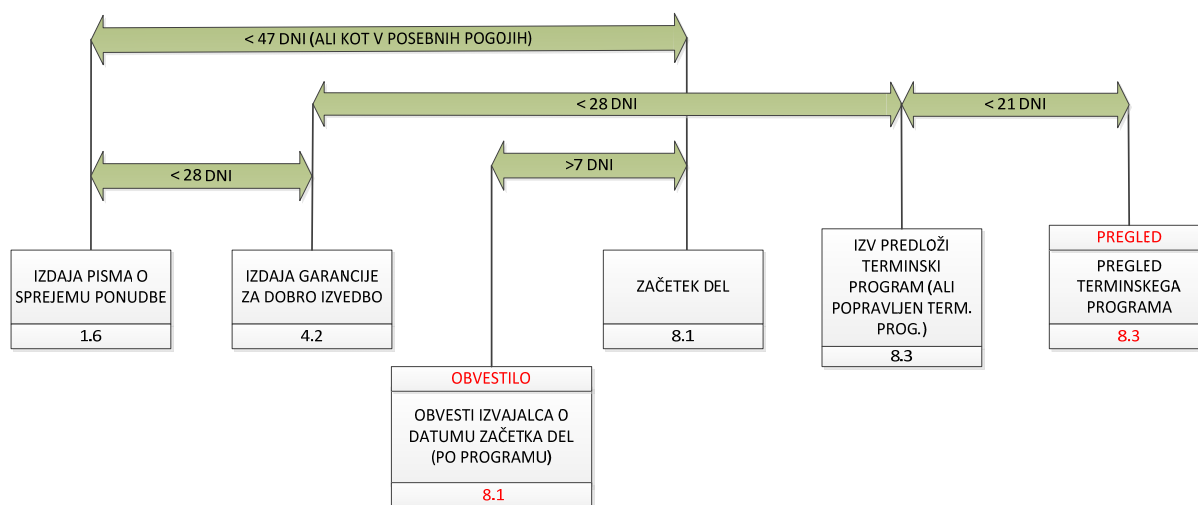 < 47 DNI (ALI KOT V POSEBNIH POGOJIH)
< 28 DNI
< 21 DNI
< 28 DNI
>7 DNI
IZDAJA PISMA O
SPREJEMU PONUDBE
1.6
IZDAJA GARANCIJE
ZA DOBRO IZVEDBO
4.2
OBVESTILO
OBVESTI IZVAJALCA O
DATUMU ZAČETKA DEL
(PO PROGRAMU)
8.1
ZAČETEK DEL
8.1
IZV PREDLOŽI
TERMINSKI
PROGRAM (ALI
POPRAVLJEN TERM.
PROG.)
8.3
PREGLED
PREGLED
TERMINSKEGA
PROGRAMA
8.3